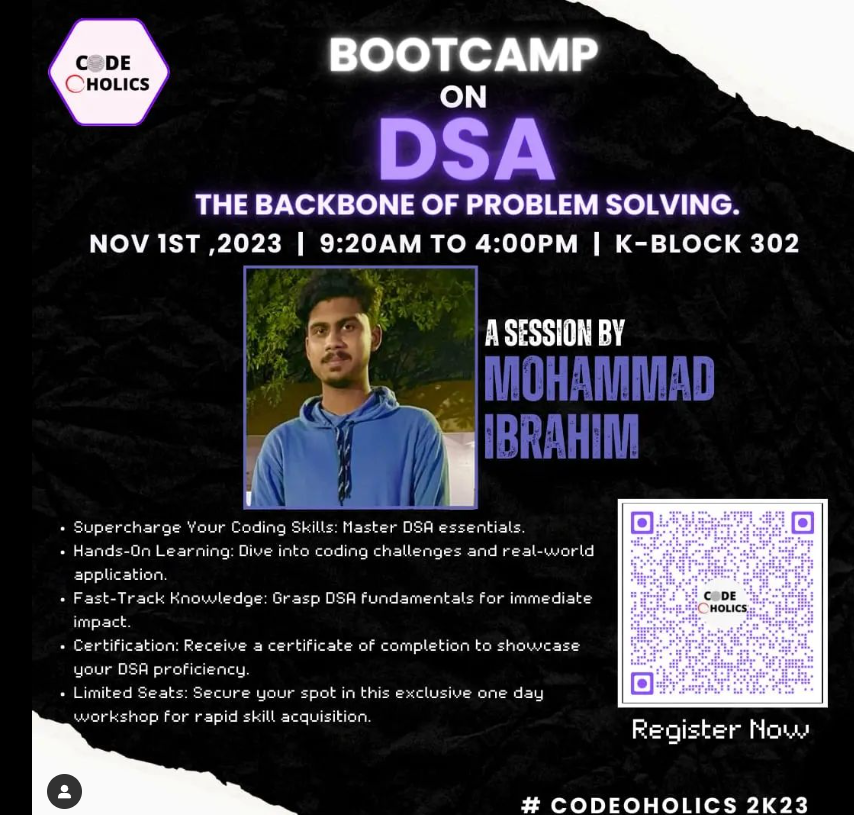 CODE
OHOLICS
BOOTCAMP
ON
DSA
THE BACKBONE OF PROBLEM SOLVING.
NOV 1ST ,2023 | 9:20AM TO 4:00PM | K-BLOCK 302
A SESSION BY
MOHAMMAD
IBRAHIM
• Supercharge Your Coding Skills: Master DSA essentials.
• Hands-On Learning: Dive into coding challenges and real-world
application.
• Fast-Track Knowledge: Grasp DSA fundamentals for immediate
impact.
• Certification: Receive a certificate of completion to showcase
your DSA proficiency.
• Limited Seats: Secure your spot in this exclusive one day
workshop for rapid skill acquisition.
CODE
OHOLICS
Register Now
# CODEOHOLICS 2K23